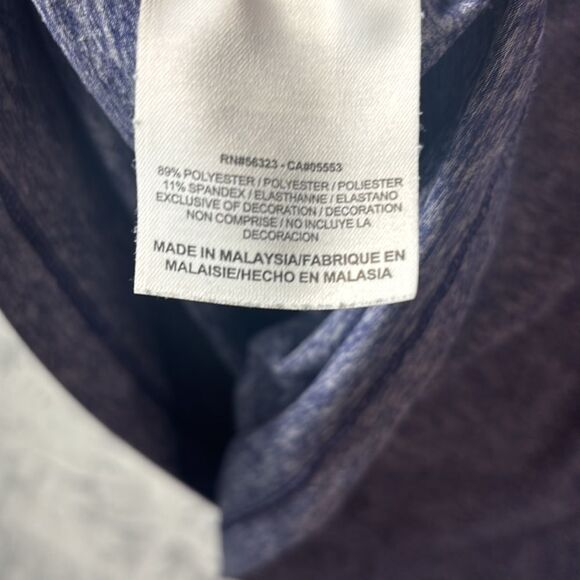 RN#56323 - CA#05553
89% POLYESTER / POLYESTER / POLIESTER
11% SPANDEX / ELASTHANNE / ELASTANO
EXCLUSIVE OF DECORATION / DECORATION
NON COMPRISE / NO INCLUYE LA
DECORACION
MADE IN MALAYSIA/FABRIQUE EN
MALAISIE/HECHO EN MALASIA